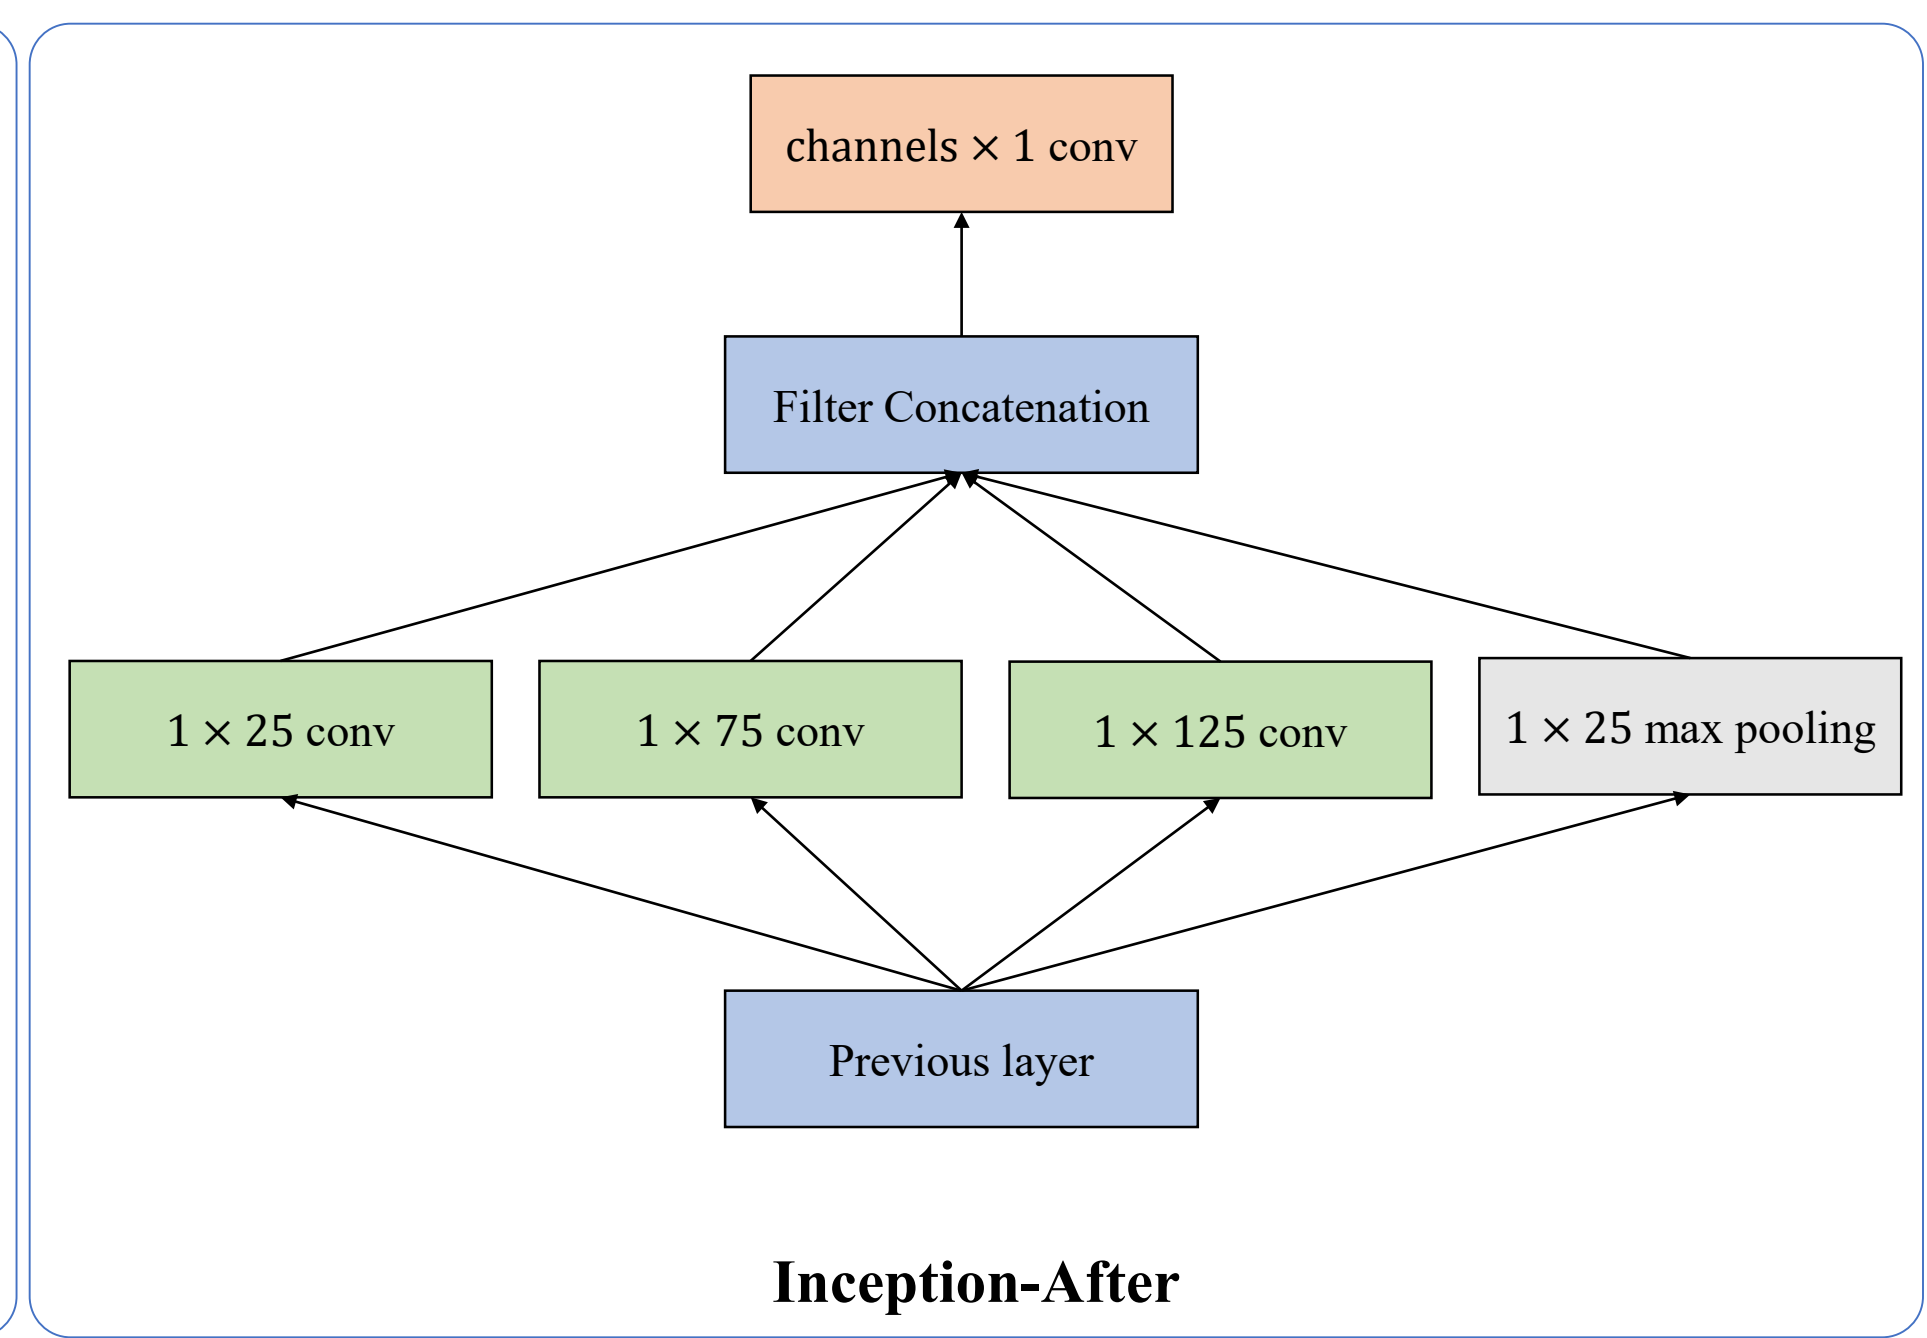 channels × 1 conv
Filter Concatenation
1 × 25 conv
1 × 75 conv
1 × 125 conv
1 × 25 max pooling
Previous layer
Inception-After